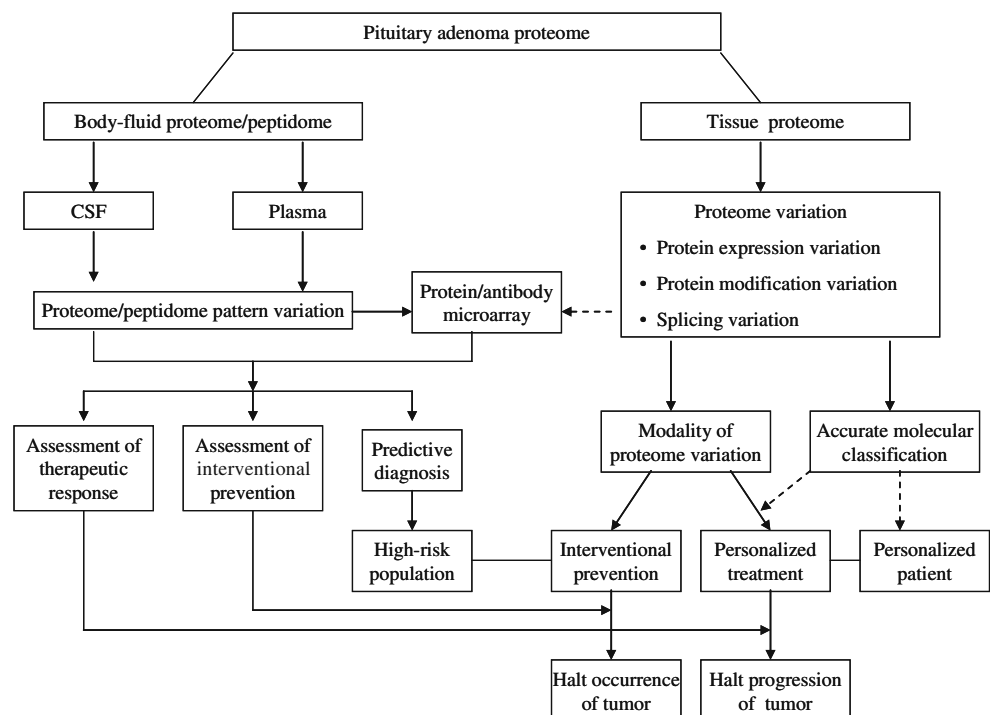 Pituitary adenoma proteome
Body-fluid proteome/peptidome
Tissue proteome
CSF
Plasma
Proteome variation
• Protein expression variation
• Protein modification variation
• Splicing variation
Proteome/peptidome pattern variation
Protein/antibody
microarray
Assessment of
therapeutic
response
Assessment of
interventional
prevention
Predictive
diagnosis
Modality of
proteome variation
Accurate molecular
classification
High-risk
population
Interventional
prevention
Personalized
treatment
Personalized
patient
Halt occurrence
of tumor
Halt progression
of tumor